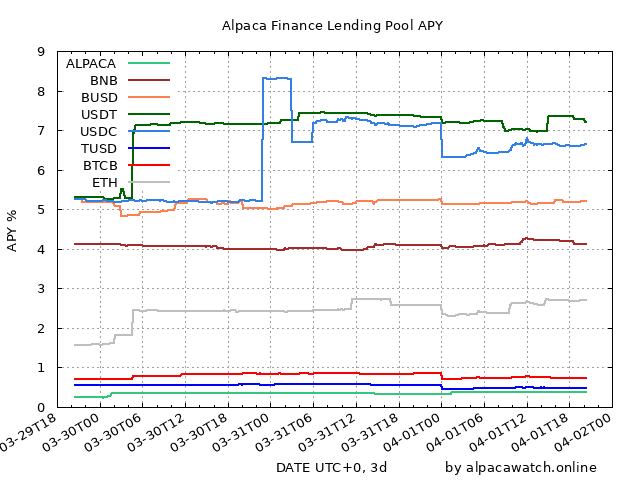 Alpaca Finance Lending Pool APY
APY %
9
8
7
6
5
4
3
2
1
0
ALPACA
BNB
BUSD
USDT
USDC
TUSD
BTCB
ETH
03-29T18
03-30T00
03-30T06
03-30T12
03-30T18
03-31T00
03-31T06
03-31T12
03-31T18
04-01T00
04-01T06
04-01T12
04-01T18
04-02T00
DATE UTC+0, 3d
by alpacawatch.online